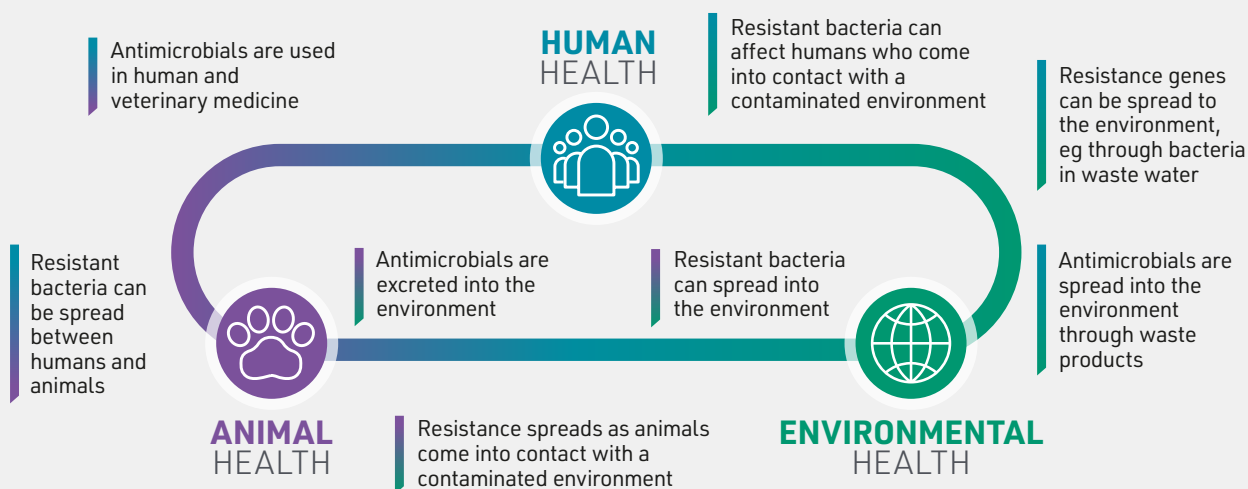 Antimicrobials are used
in human and
veterinary medicine
HUMAN
HEALTH
Resistant bacteria can
affect humans who come
into contact with a
contaminated environment
Resistance genes
can be spread to
the environment,
eg through bacteria
in waste water
Resistant
bacteria can
be spread
between
humans and
animals
Antimicrobials are
excreted into the
environment
Resistant bacteria
can spread into
the environment
Antimicrobials are
spread into the
environment
through waste
products
ANIMAL
HEALTH
Resistance spreads as animals
come into contact with a
contaminated environment
ENVIRONMENTAL
HEALTH